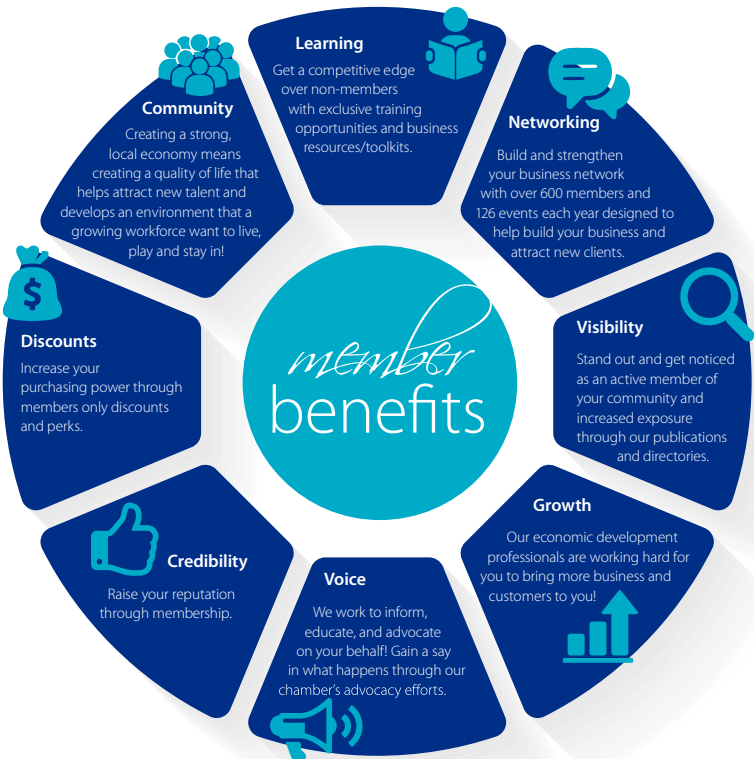 Learning
Get a competitive edge
over non-members
with exclusive training
opportunities and business
resources/toolkits.
Networking
Build and strengthen
your business network
with over 600 members and
126 events each year designed to
help build your business and
attract new clients.
Visibility
Stand out and get noticed
as an active member of
your community and
increased exposure
through our publications
and directories.
Growth
Our economic development
professionals are working hard for
you to bring more business and
customers to you!
Voice
We work to inform,
educate, and advocate
on your behalf! Gain a say
in what happens through our
chamber's advocacy efforts.
Credibility
Raise your reputation
through membership.
Discounts
$
Increase your
purchasing power through
members only discounts
and perks.
Community
Creating a strong,
local economy means
creating a quality of life that
helps attract new talent and
develops an environment that a
growing workforce want to live,
play and stay in!
member
benefits